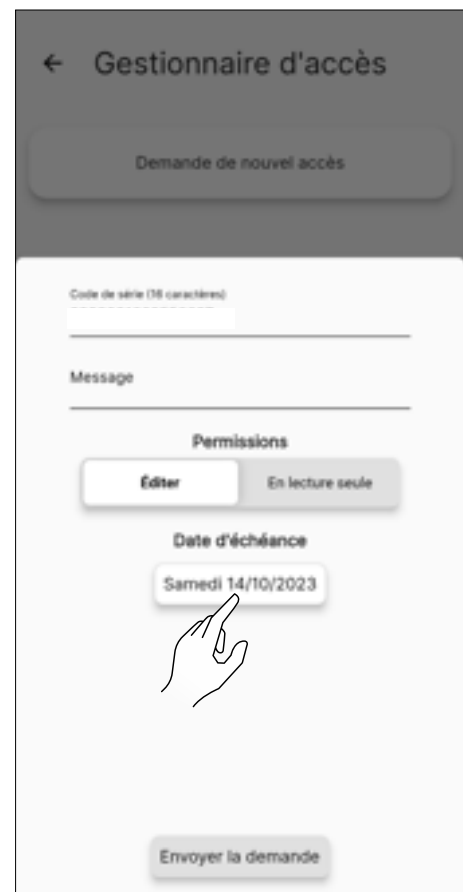 Gestionnaire d'accès
Demande de nouvel accès
Code de série (16 caractères)
Message
Permissions
Éditer
En lecture seule
Date d'échéance
Samedi 14/10/2023
Envoyer la demande